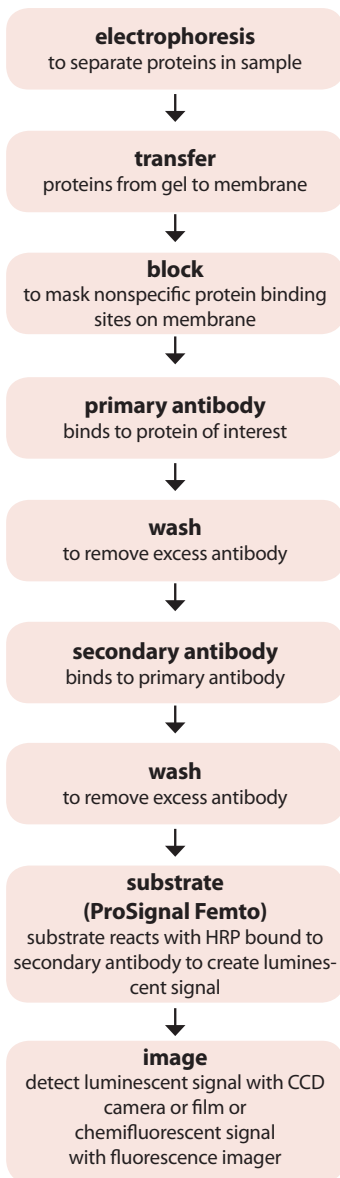 electrophoresis
to separate proteins in sample
transfer
proteins from gel to membrane
block
to mask nonspecific protein binding
sites on membrane
primary antibody
binds to protein of interest
wash
to remove excess antibody
secondary antibody
binds to primary antibody
wash
to remove excess antibody
substrate
(ProSignal Femto)
substrate reacts with HRP bound to
secondary antibody to create lumines-
cent signal
image
detect luminescent signal with CCD
camera or film or
chemifluorescent signal
with fluorescence imager